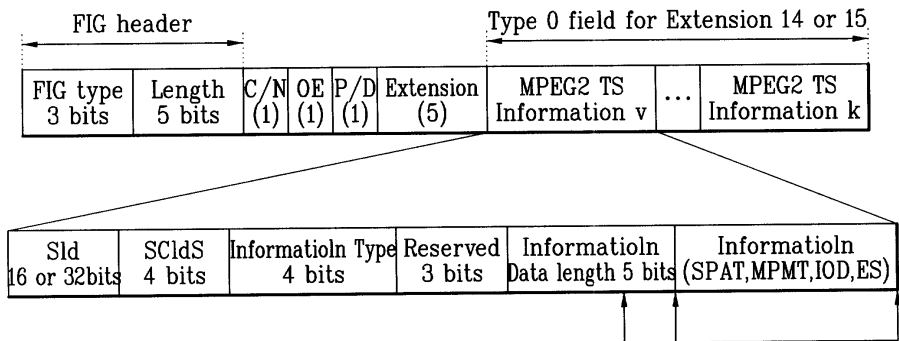 FIG header
Type 0 field for Extension 14 or 15
FIG type
3 bits
Length
5 bits
C/N
(1)
OE
(1)
P/D
(1)
Extension
(5)
MPEG2 TS
Information v
...
MPEG2 TS
Information k
Sld
16 or 32bits
SCldS
4 bits
Informatioln Type
4 bits
Reserved
3 bits
Informatioln
Data length 5 bits
Informatioln
(SPAT,MPMT,IOD,ES)